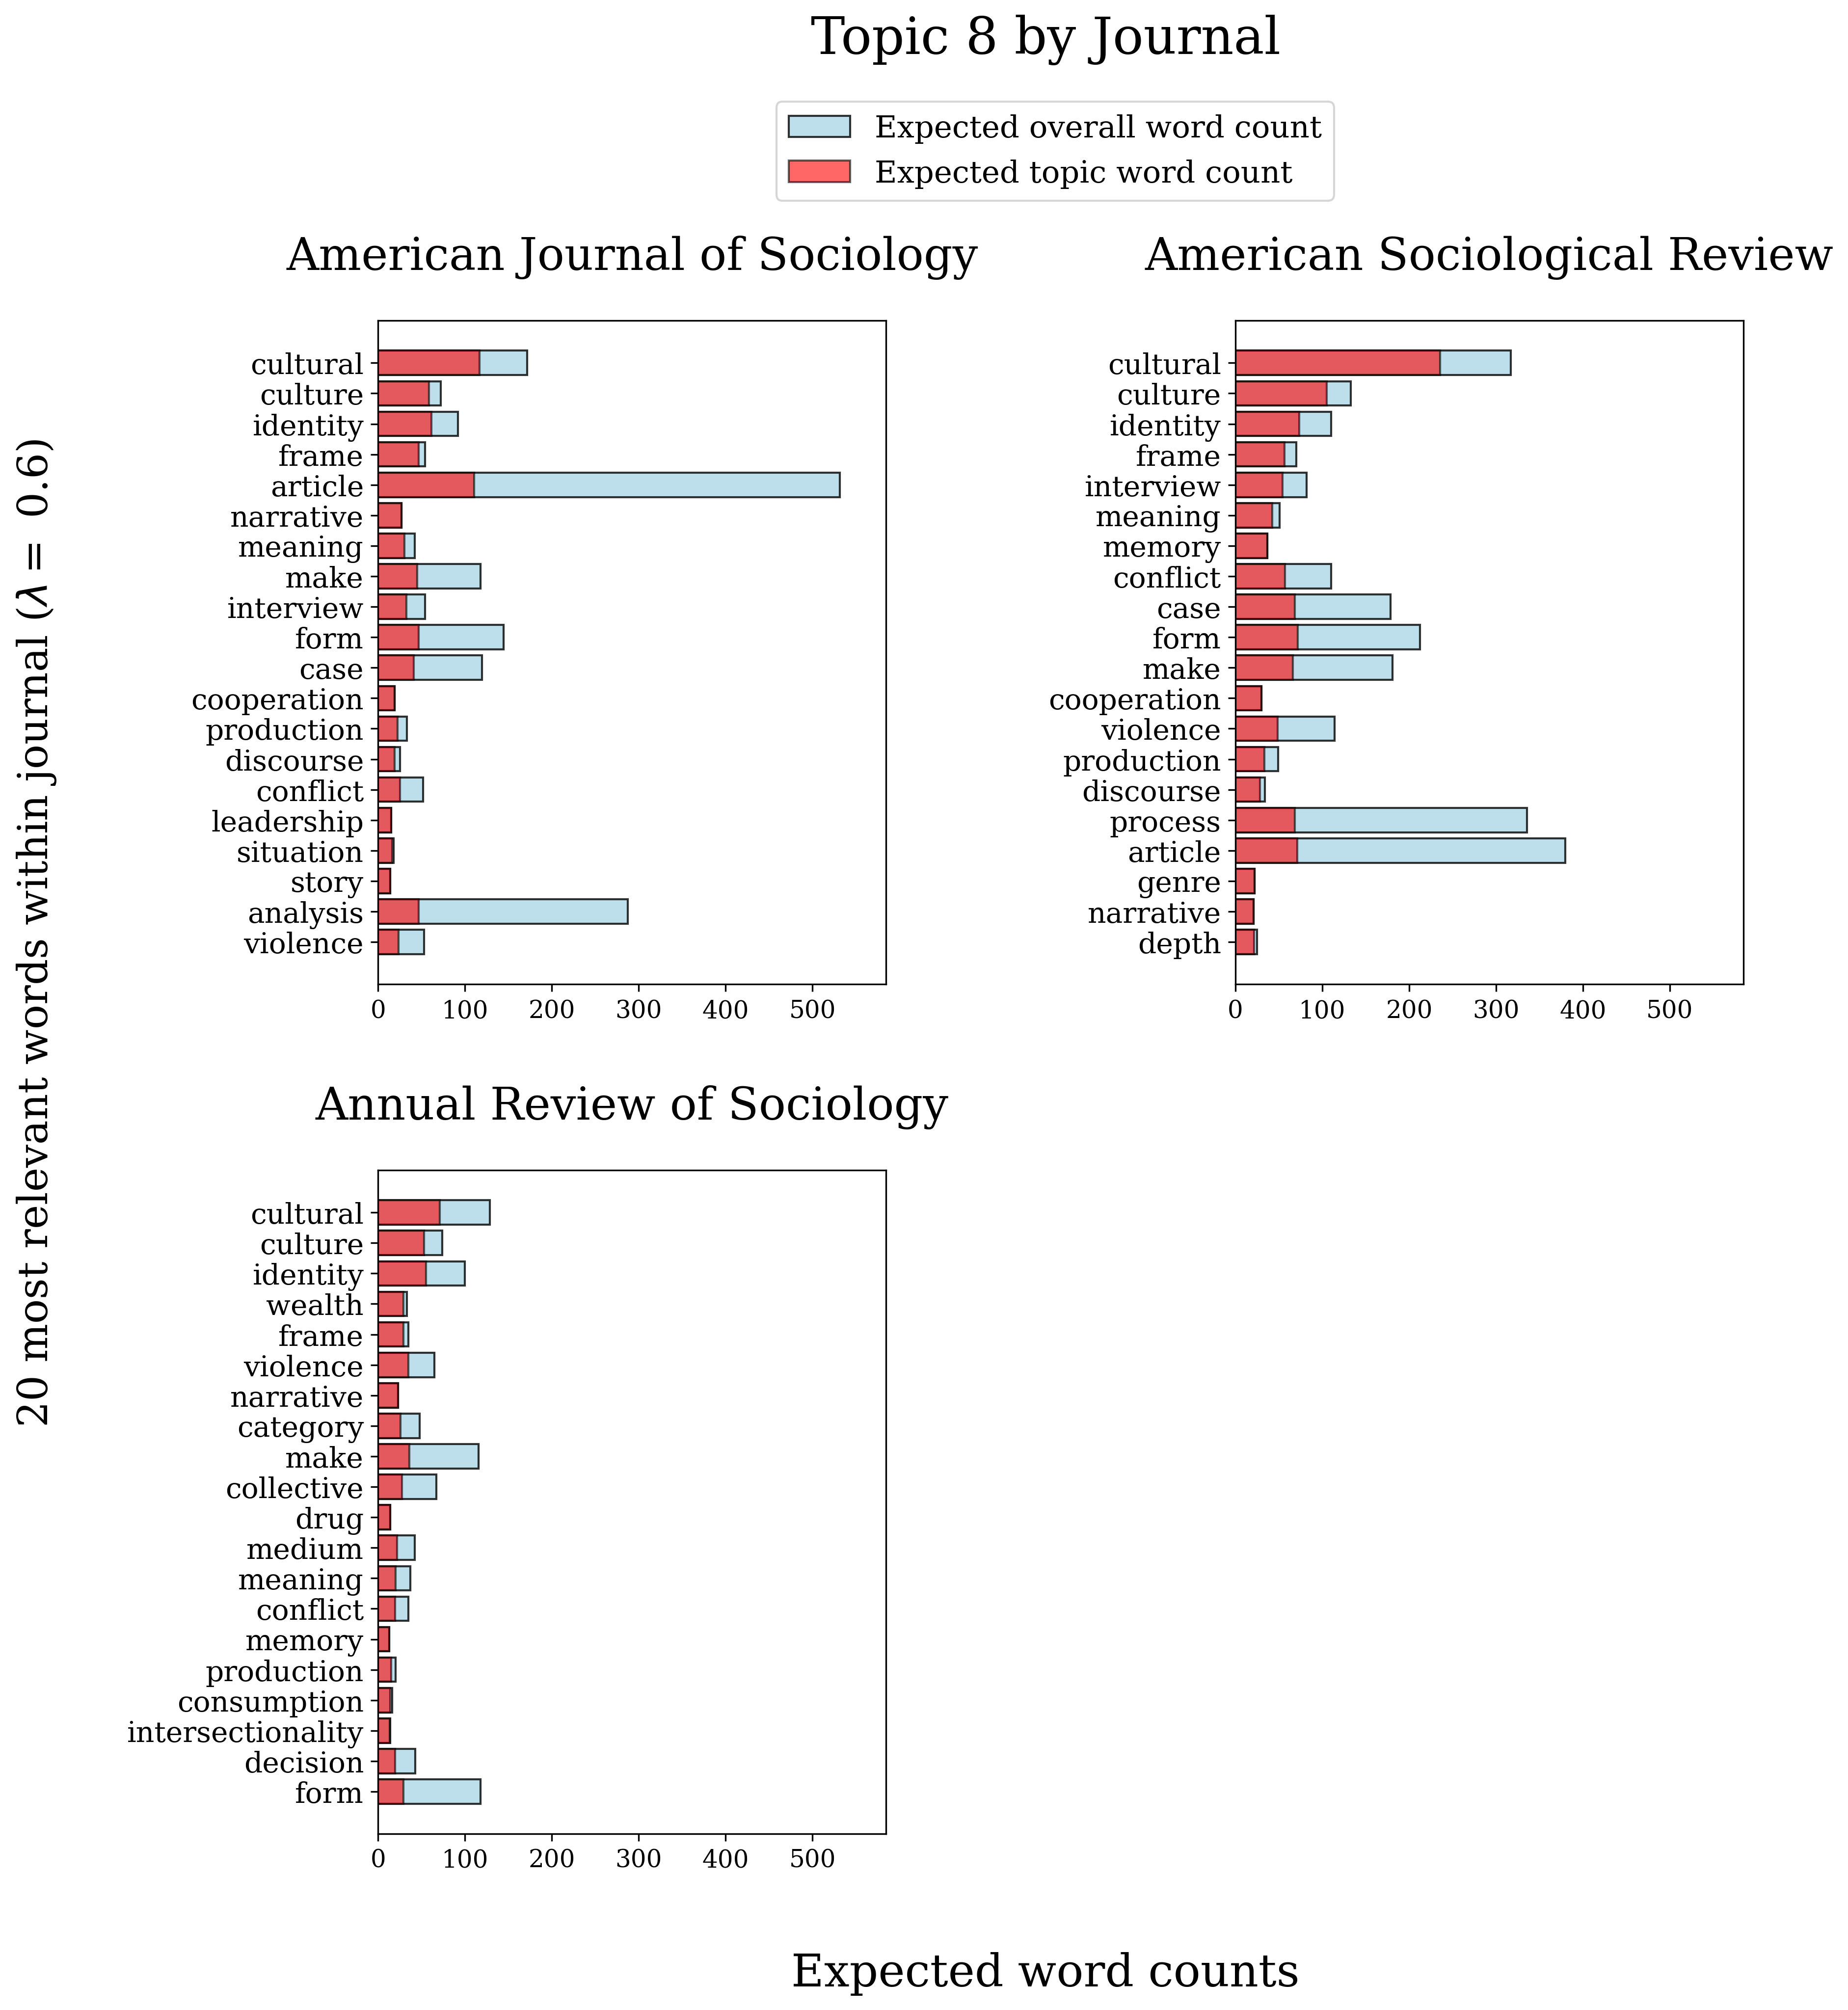 Topic 8 by Journal
Expected overall word count
Expected topic word count
20 most relevant words within journal (λ = 0.6)
American Journal of Sociology
cultural
culture
identity
frame
article
narrative
meaning
make
interview
form
case
cooperation
production
discourse
conflict
leadership
situation
story
analysis
violence
0 100 200 300 400 500
American Sociological Review
cultural
culture
identity
frame
interview
meaning
memory
conflict
case
form
make
cooperation
violence
production
discourse
process
article
genre
narrative
depth
0 100 200 300 400 500
Annual Review of Sociology
cultural
culture
identity
wealth
frame
violence
narrative
category
make
collective
drug
medium
meaning
conflict
memory
production
consumption
intersectionality
decision
form
0 100 200 300 400 500
Expected word counts